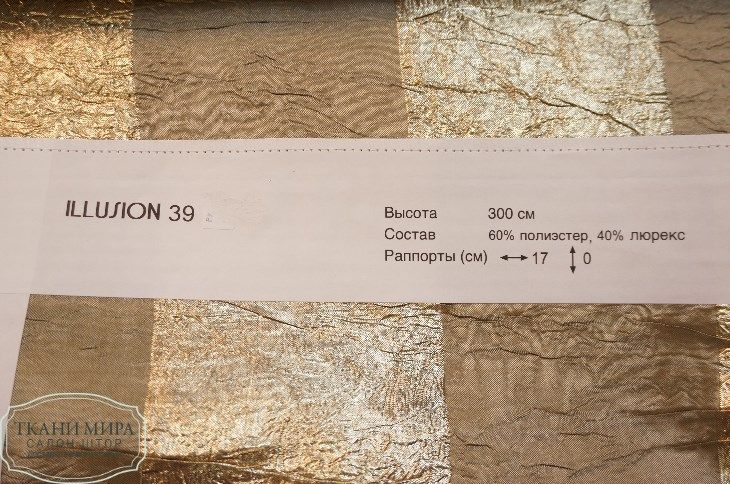 ILLUSION 39
Высота 300 см
Состав 60% полиэстер, 40% люрекс
Раппорты (см) ↔ 17 ↕ 0
ТКАНИ МИРА
САЛОН ШТОР